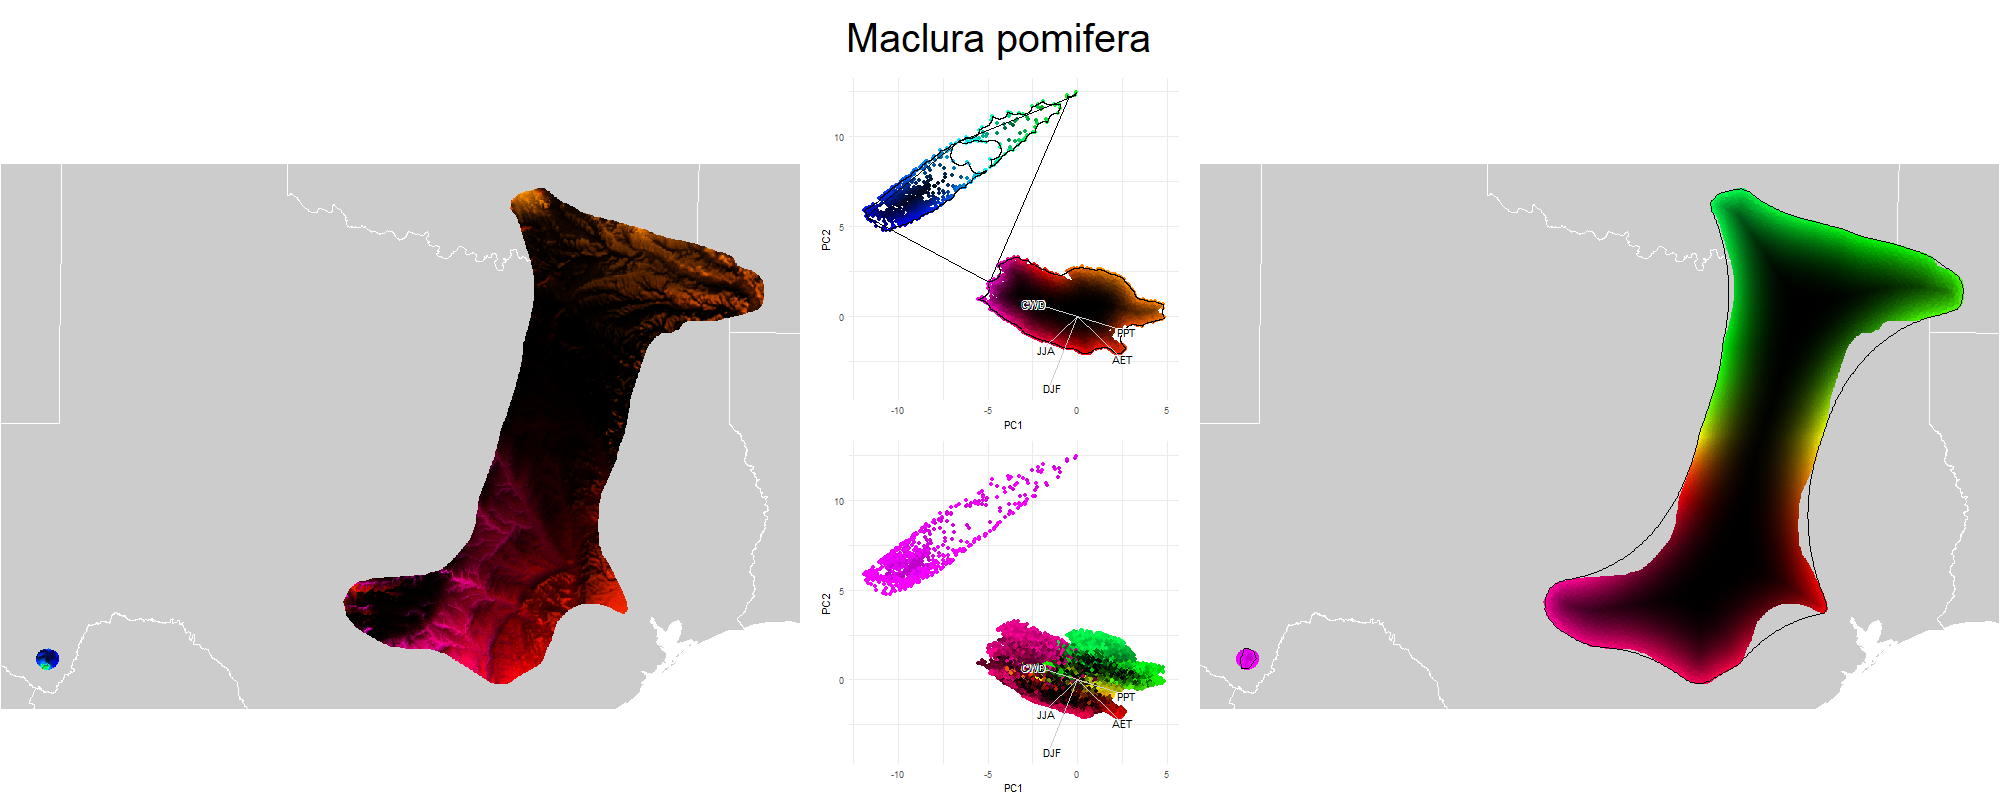 Maclura pomifera
PC2
10
5
0
CWD
PPT
JJA
AET
DJF
-10
-5
0
5
PC1
PC2
10
5
0
CWD
PPT
JJA
AET
DJF
-10
-5
0
5
PC1